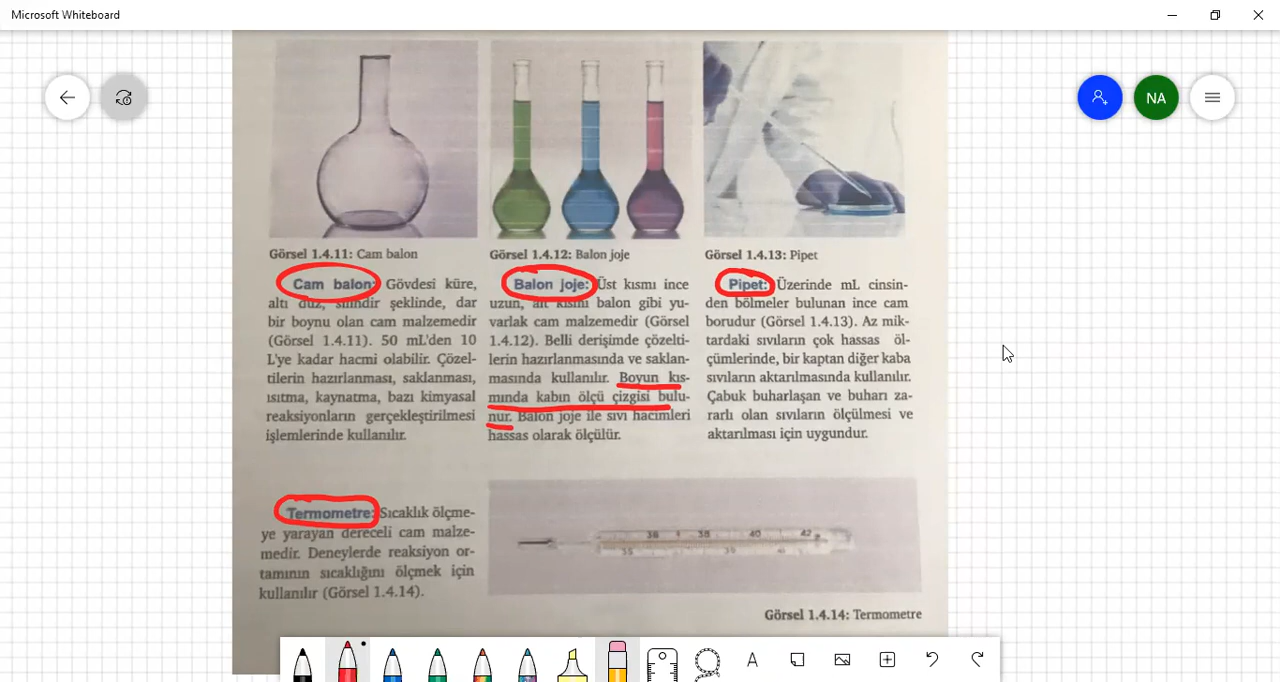 Microsoft Whiteboard
NA
Görsel 1.4.11: Cam balon
Cam balon: Gövdesi küre,
altı düz, silindir şeklinde, dar
bir boynu olan cam malzemedir
(Görsel 1.4.11). 50 mL'den 10
L'ye kadar hacmi olabilir. Çözel-
tilerin hazırlanması, saklanması,
ısıtma, kaynatma, bazı kimyasal
reaksiyonların gerçekleştirilmesi
işlemlerinde kullanılır.
Görsel 1.4.12: Balon joje
Balon joje: Üst kısmı ince
uzun, alt kısmı balon gibi yu-
varlak cam malzemedir (Görsel
1.4.12). Belli derişimde çözelti-
lerin hazırlanmasında ve saklan-
masında kullanılır. Boyun kıs-
mında kabın ölçü çizgisi bulu-
nur. Balon joje ile sıvı hacimleri
hassas olarak ölçülür.
Görsel 1.4.13: Pipet
Pipet: Üzerinde mL cinsin-
den bölmeler bulunan ince cam
borudur (Görsel 1.4.13). Az mik-
tardaki sıvıların çok hassas öl-
çümlerinde, bir kaptan diğer kaba
sıvıların aktarılmasında kullanılır.
Çabuk buharlaşan ve buharı za-
rarlı olan sıvıların ölçülmesi ve
aktarılması için uygundur.
Termometre: Sıcaklık ölçme-
ye yarayan dereceli cam malze-
medir. Deneylerde reaksiyon or-
tamının sıcaklığını ölçmek için
kullanılır (Görsel 1.4.14).
40 42
35
Görsel 1.4.14: Termometre
A